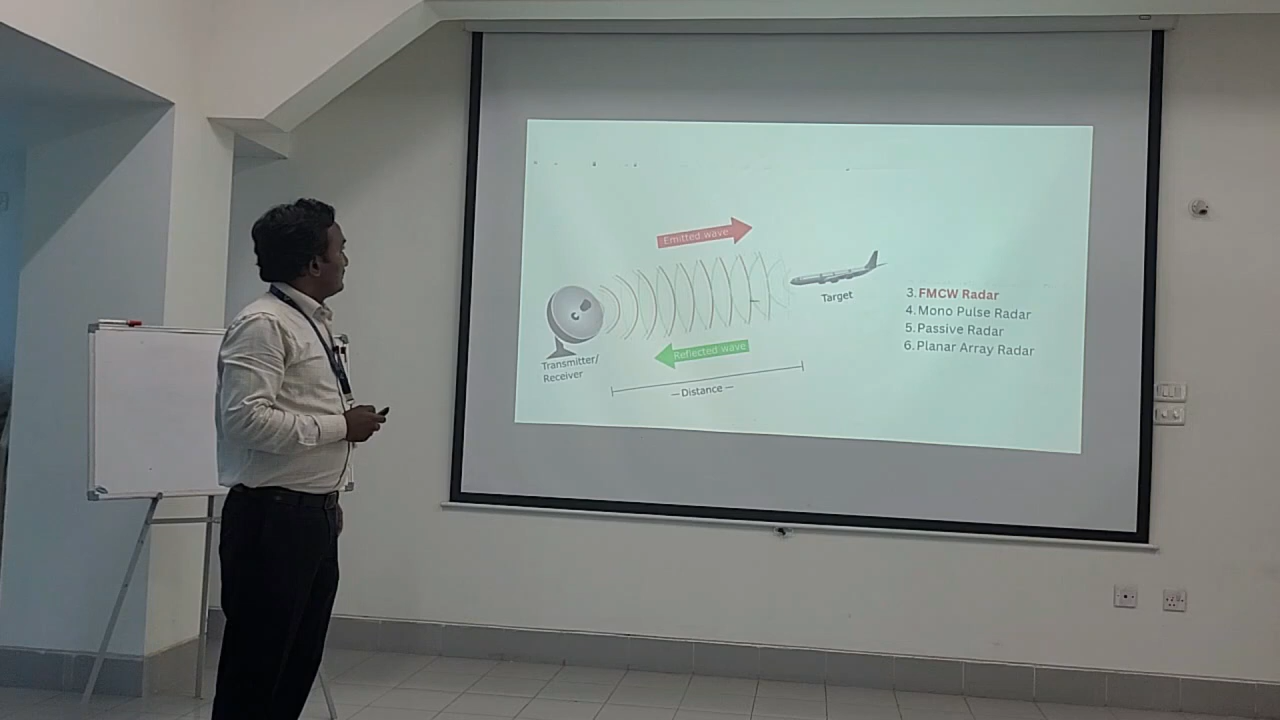 Emitted wave
Target
Transmitter/
Receiver
Reflected wave
— Distance —
3. FMCW Radar
4. Mono Pulse Radar
5. Passive Radar
6. Planar Array Radar